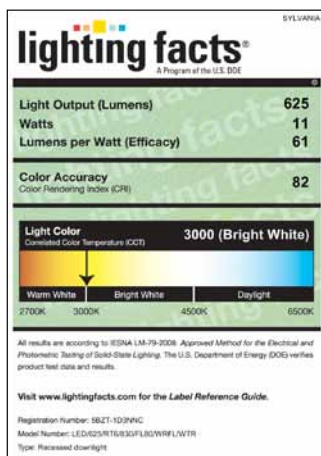 SYLVANIA
lighting facts®
A Program of the U.S. DOE
Light Output (Lumens) 625
Watts 11
Lumens per Watt (Efficacy) 61
Color Accuracy 82
Color Rendering Index (CRI)
Light Color
Correlated Color Temperature (CCT) 3000 (Bright White)
Warm White Bright White Daylight
2700K 3000K 4500K 6500K
All results are according to IESNA LM-79-2008: Approved Method for the Electrical and
Photometric Testing of Solid-State Lighting. The U.S. Department of Energy (DOE) verifies
product test data and results.
Visit www.lightingfacts.com for the Label Reference Guide.
Registration Number: 5BZT-1D3NNC
Model Number: LED/625/RT6/830/FL80/WRFL/WTR
Type: Recessed downlight